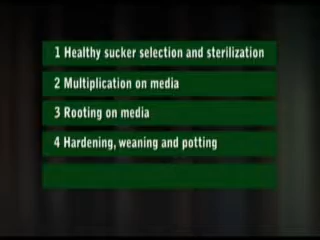 1 Healthy sucker selection and sterilization
2 Multiplication on media
3 Rooting on media
4 Hardening, weaning and potting